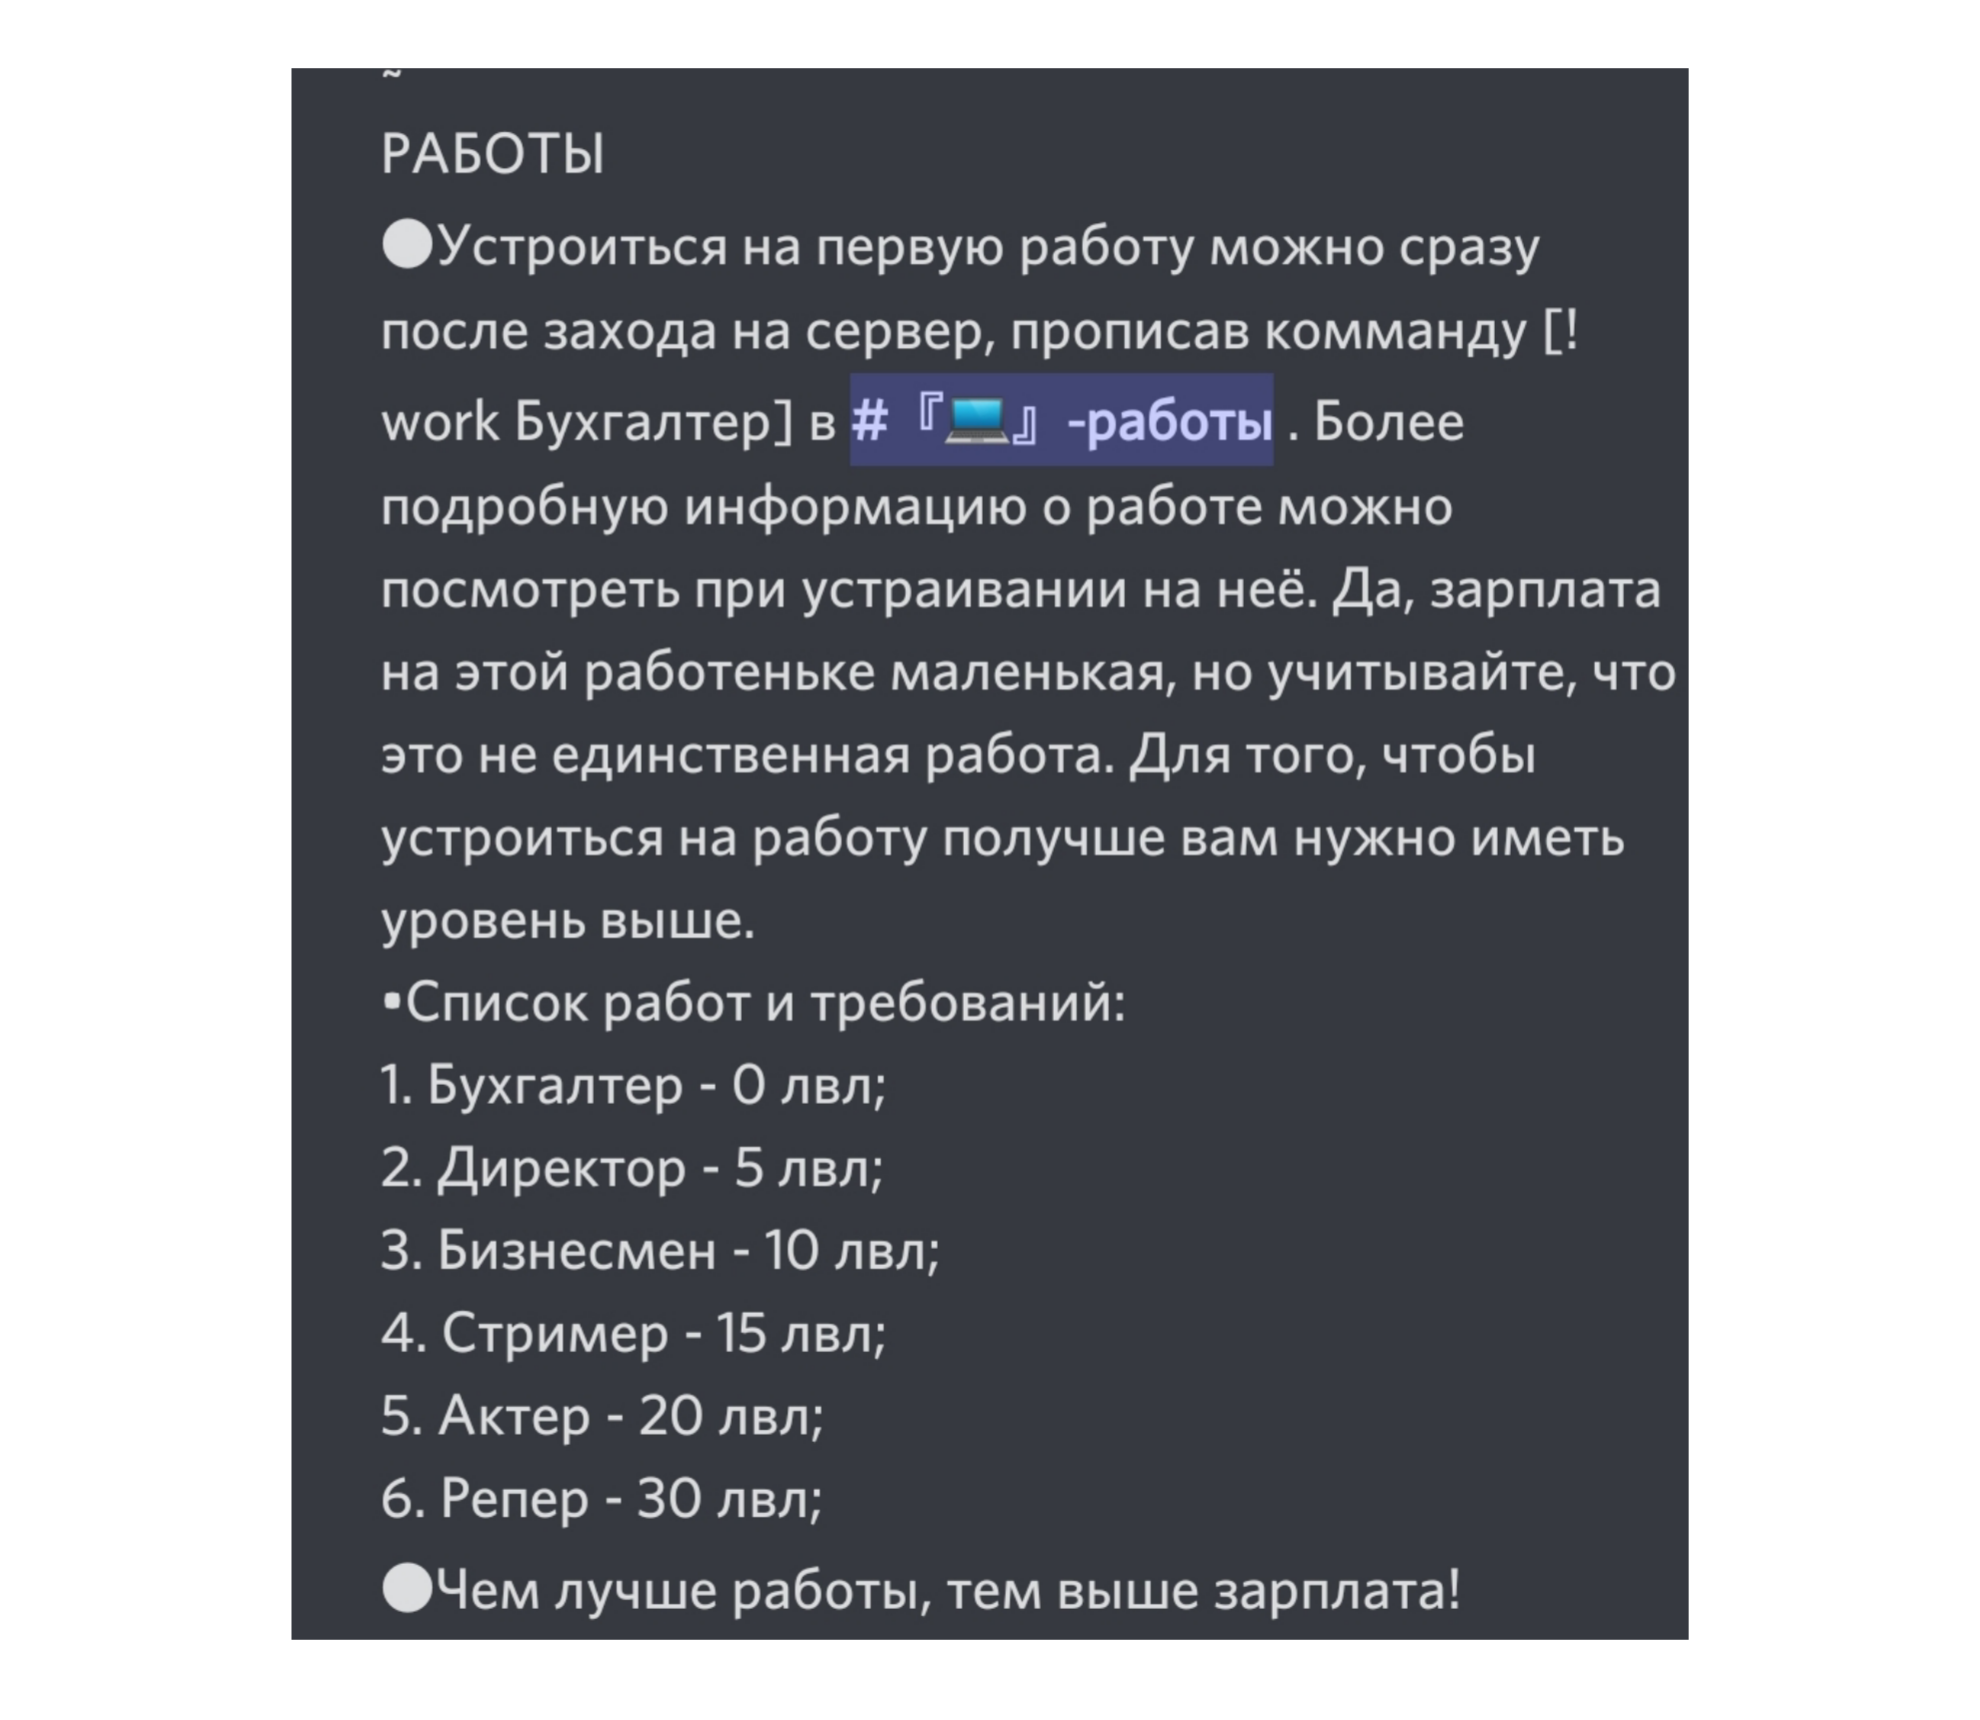 ~
РАБОТЫ
⚪Устроиться на первую работу можно сразу
после захода на сервер, прописав комманду [!
work Бухгалтер] в #『💻』-работы . Более
подробную информацию о работе можно
посмотреть при устраивании на неё. Да, зарплата
на этой работеньке маленькая, но учитывайте, что
это не единственная работа. Для того, чтобы
устроиться на работу получше вам нужно иметь
уровень выше.
▪Список работ и требований:
1. Бухгалтер - 0 лвл;
2. Директор - 5 лвл;
3. Бизнесмен - 10 лвл;
4. Стример - 15 лвл;
5. Актер - 20 лвл;
6. Репер - 30 лвл;
⚪Чем лучше работы, тем выше зарплата!